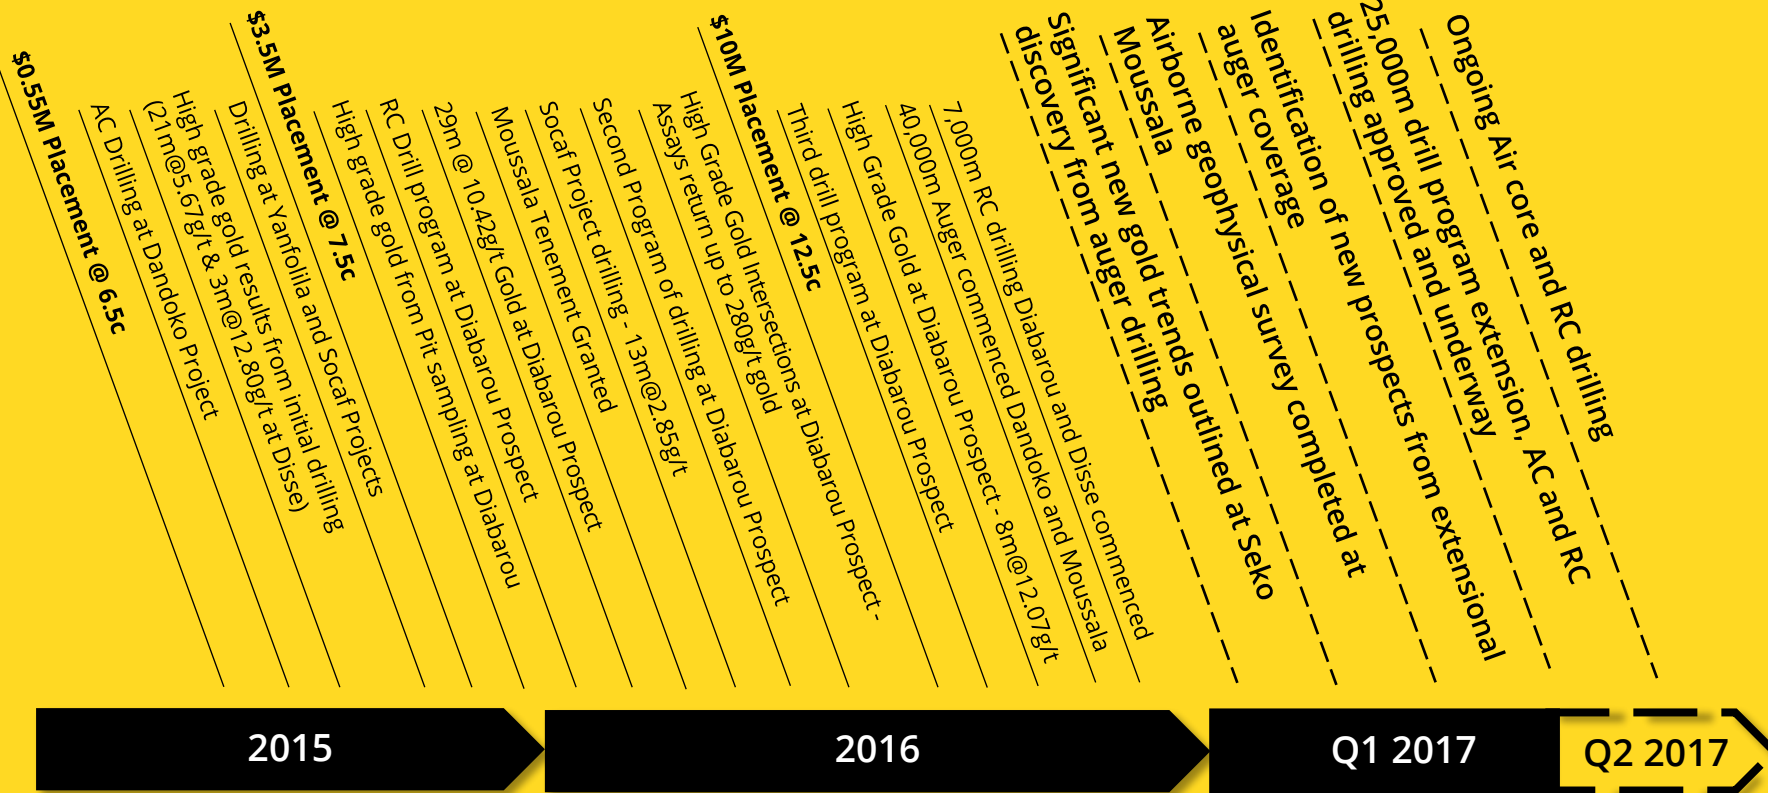 $0.55M Placement @ 6.5c
AC Drilling at Dandoko Project
High grade gold results from initial drilling
(21m@5.67g/t & 3m@12.80g/t at Disse)
Drilling at Yanfolila and Socaf Projects
$3.5M Placement @ 7.5c
High grade gold from Pit sampling at Diabarou
RC Drill program at Diabarou Prospect
29m @ 10.42g/t Gold at Diabarou Prospect
Moussala Tenement Granted
Socaf Project drilling - 13m@2.85g/t
Second Program of drilling at Diabarou Prospect
High Grade Gold Intersections at Diabarou Prospect -
Assays return up to 280g/t gold
$10M Placement @ 12.5c
Third drill program at Diabarou Prospect
High Grade Gold at Diabarou Prospect - 8m@12.07g/t
40,000m Auger commenced Dandoko and Moussala
7,000m RC drilling Diabarou and Disse commenced
Significant new gold trends outlined at Seko
discovery from auger drilling
Airborne geophysical survey completed at
Moussala
Identification of new prospects from extensional
auger coverage
25,000m drill program extension, AC and RC
drilling approved and underway
Ongoing Air core and RC drilling
2015
2016
Q1 2017
Q2 2017